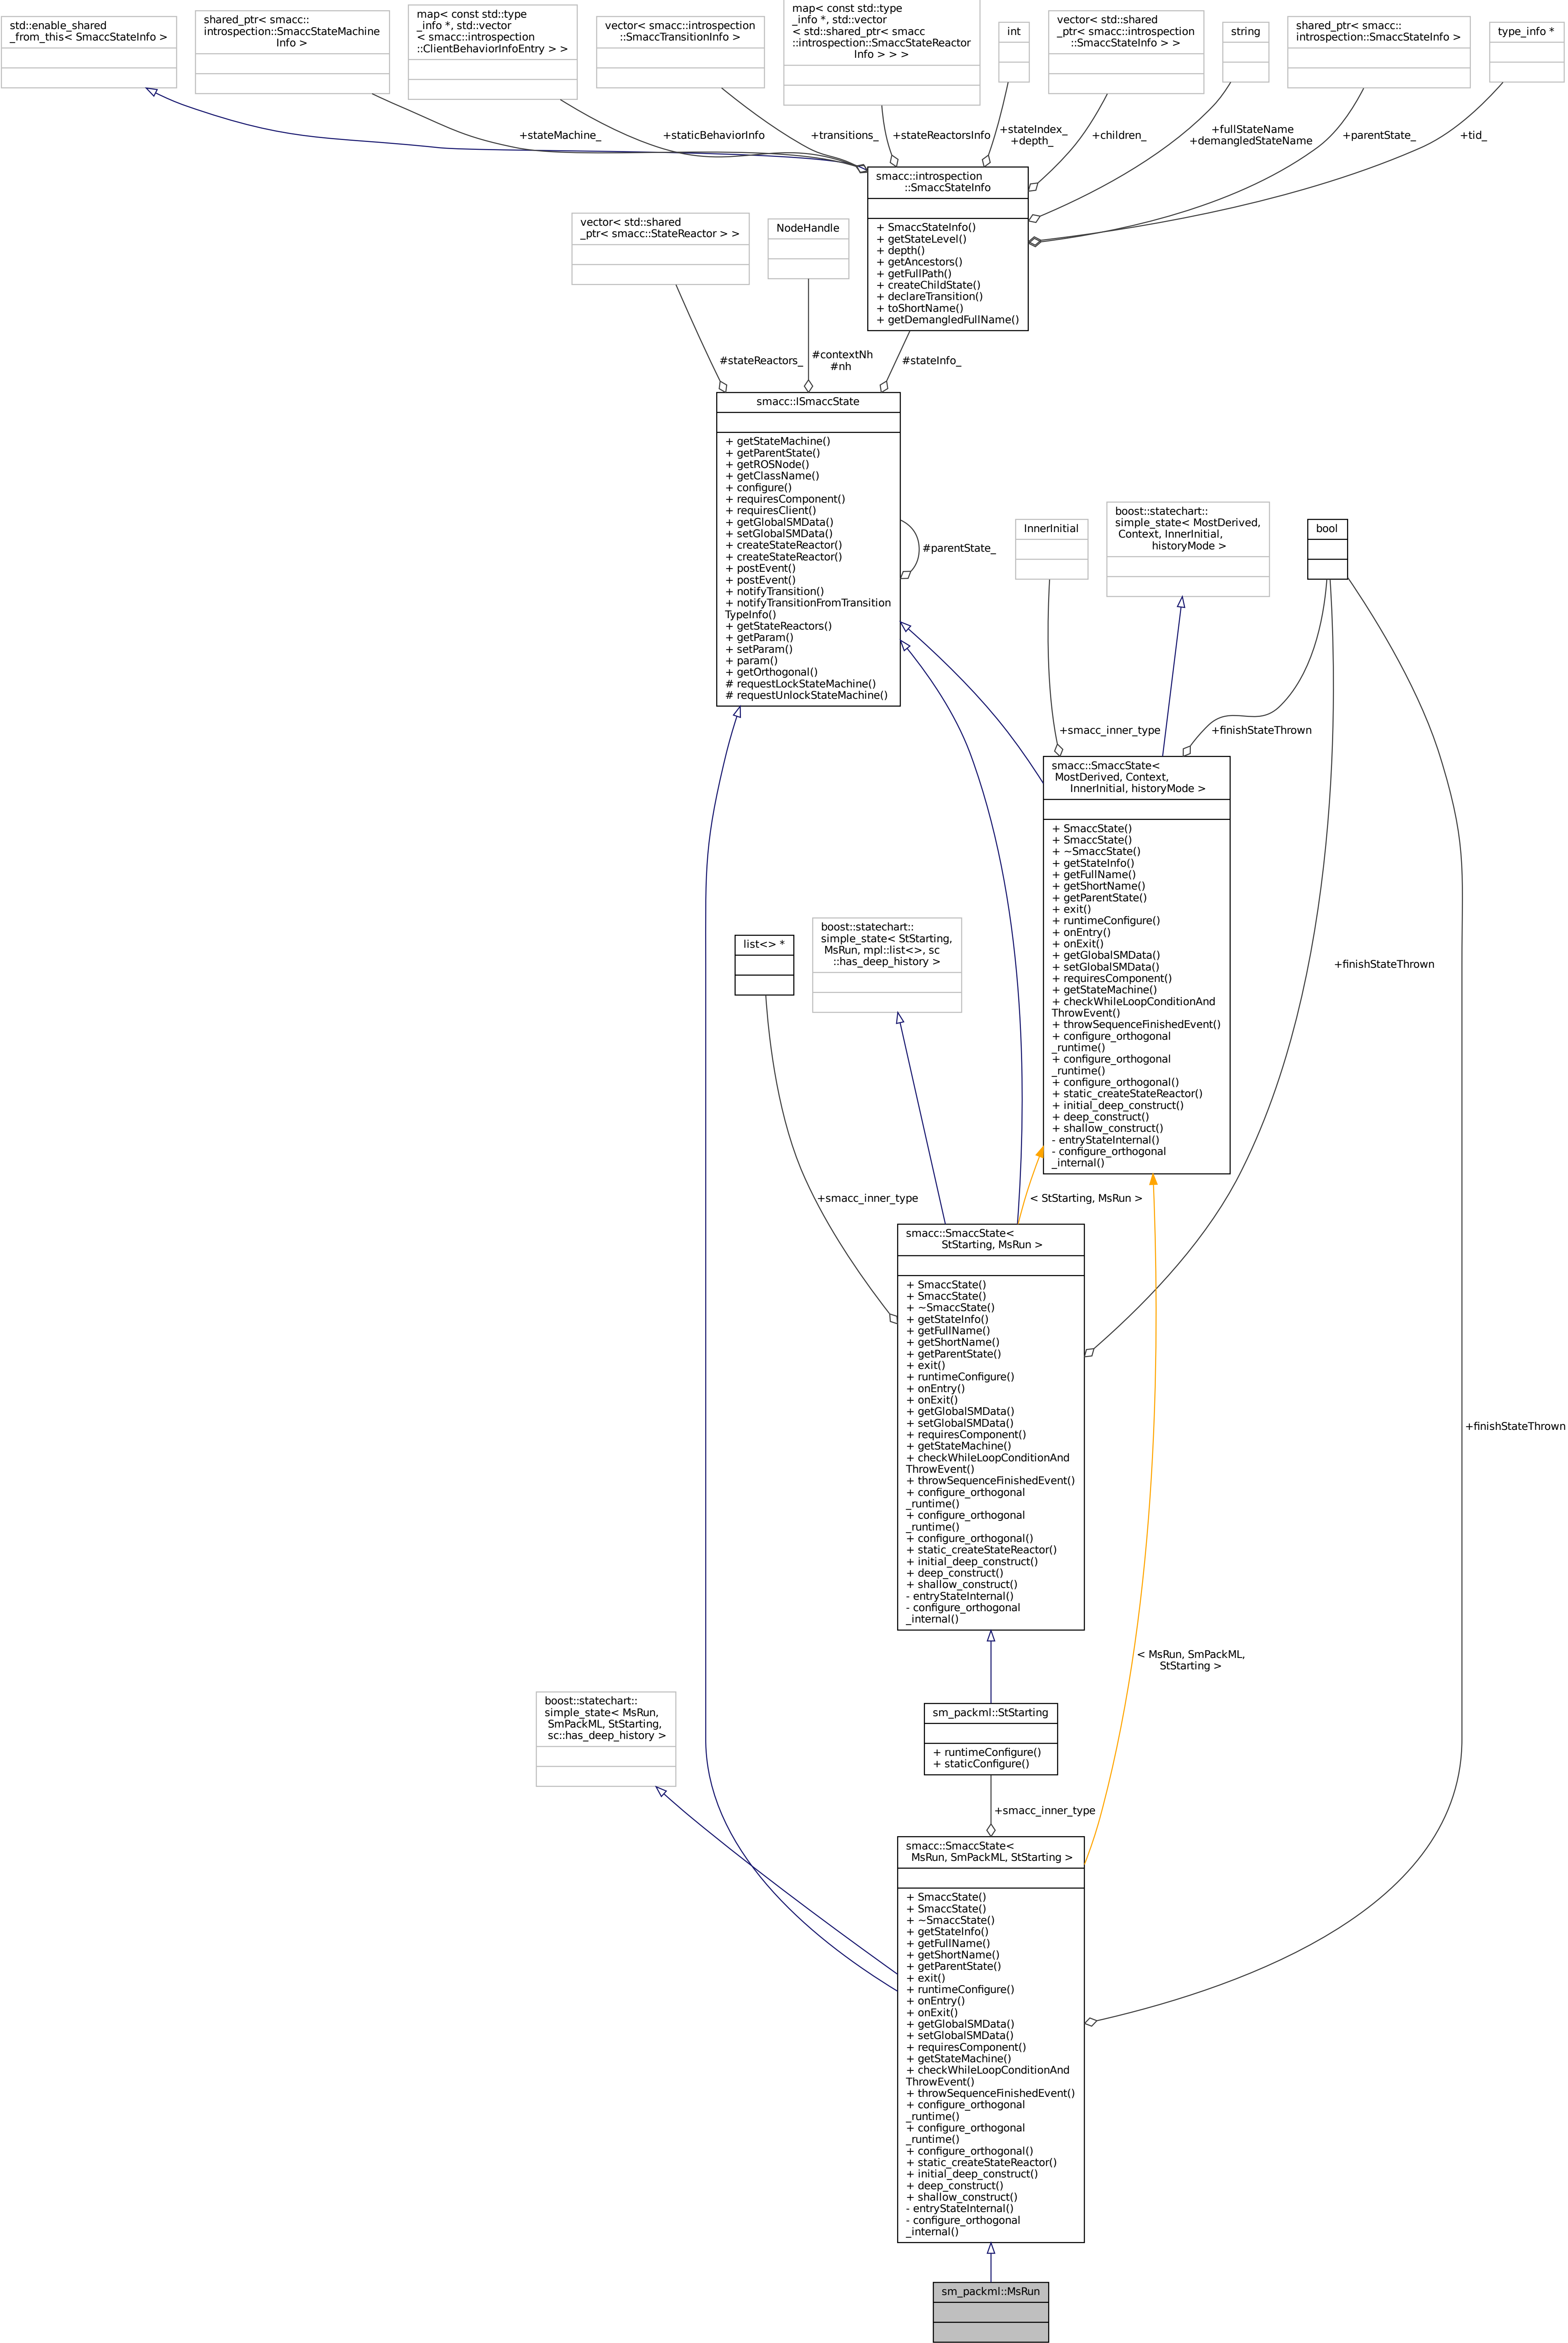 std::enable_shared
_from_this< SmaccStateInfo >
shared_ptr< smacc::
introspection::SmaccStateMachine
Info >
map< const std::type
_info *, std::vector
< smacc::introspection
::ClientBehaviorInfoEntry > >
vector< smacc::introspection
::SmaccTransitionInfo >
map< const std::type
_info *, std::vector
< std::shared_ptr< smacc
::introspection::SmaccStateReactor
Info > > >
int
vector< std::shared
_ptr< smacc::introspection
::SmaccStateInfo > >
string
shared_ptr< smacc::
introspection::SmaccStateInfo >
type_info *
+stateMachine_
+staticBehaviorInfo
+transitions_
+stateReactorsInfo
+stateIndex_
+depth_
+children_
+fullStateName
+demangledStateName
+parentState_
+tid_
smacc::introspection
::SmaccStateInfo
+ SmaccStateInfo()
+ getStateLevel()
+ depth()
+ getAncestors()
+ getFullPath()
+ createChildState()
+ declareTransition()
+ toShortName()
+ getDemangledFullName()
vector< std::shared
_ptr< smacc::StateReactor > >
NodeHandle
#stateReactors_
#contextNh
#nh
#stateInfo_
smacc::ISmaccState
+ getStateMachine()
+ getParentState()
+ getROSNode()
+ getClassName()
+ configure()
+ requiresComponent()
+ requiresClient()
+ getGlobalSMData()
+ setGlobalSMData()
+ createStateReactor()
+ createStateReactor()
+ postEvent()
+ postEvent()
+ notifyTransition()
+ notifyTransitionFromTransition
TypeInfo()
+ getStateReactors()
+ getParam()
+ setParam()
+ param()
+ getOrthogonal()
# requestLockStateMachine()
# requestUnlockStateMachine()
#parentState_
InnerInitial
boost::statechart::
simple_state< MostDerived,
Context, InnerInitial,
historyMode >
bool
+smacc_inner_type
+finishStateThrown
smacc::SmaccState<
MostDerived, Context,
InnerInitial, historyMode >
+ SmaccState()
+ SmaccState()
+ ~SmaccState()
+ getStateInfo()
+ getFullName()
+ getShortName()
+ getParentState()
+ exit()
+ runtimeConfigure()
+ onEntry()
+ onExit()
+ getGlobalSMData()
+ setGlobalSMData()
+ requiresComponent()
+ getStateMachine()
+ checkWhileLoopConditionAnd
ThrowEvent()
+ throwSequenceFinishedEvent()
+ configure_orthogonal
_runtime()
+ configure_orthogonal
_runtime()
+ configure_orthogonal()
+ static_createStateReactor()
+ initial_deep_construct()
+ deep_construct()
+ shallow_construct()
- entryStateInternal()
- configure_orthogonal
_internal()
list<> *
boost::statechart::
simple_state< StStarting,
MsRun, mpl::list<>, sc
::has_deep_history >
+finishStateThrown
+smacc_inner_type
< StStarting, MsRun >
smacc::SmaccState<
StStarting, MsRun >
+ SmaccState()
+ SmaccState()
+ ~SmaccState()
+ getStateInfo()
+ getFullName()
+ getShortName()
+ getParentState()
+ exit()
+ runtimeConfigure()
+ onEntry()
+ onExit()
+ getGlobalSMData()
+ setGlobalSMData()
+ requiresComponent()
+ getStateMachine()
+ checkWhileLoopConditionAnd
ThrowEvent()
+ throwSequenceFinishedEvent()
+ configure_orthogonal
_runtime()
+ configure_orthogonal
_runtime()
+ configure_orthogonal()
+ static_createStateReactor()
+ initial_deep_construct()
+ deep_construct()
+ shallow_construct()
- entryStateInternal()
- configure_orthogonal
_internal()
+finishStateThrown
< MsRun, SmPackML,
StStarting >
boost::statechart::
simple_state< MsRun,
SmPackML, StStarting,
sc::has_deep_history >
sm_packml::StStarting
+ runtimeConfigure()
+ staticConfigure()
+smacc_inner_type
smacc::SmaccState<
MsRun, SmPackML, StStarting >
+ SmaccState()
+ SmaccState()
+ ~SmaccState()
+ getStateInfo()
+ getFullName()
+ getShortName()
+ getParentState()
+ exit()
+ runtimeConfigure()
+ onEntry()
+ onExit()
+ getGlobalSMData()
+ setGlobalSMData()
+ requiresComponent()
+ getStateMachine()
+ checkWhileLoopConditionAnd
ThrowEvent()
+ throwSequenceFinishedEvent()
+ configure_orthogonal
_runtime()
+ configure_orthogonal
_runtime()
+ configure_orthogonal()
+ static_createStateReactor()
+ initial_deep_construct()
+ deep_construct()
+ shallow_construct()
- entryStateInternal()
- configure_orthogonal
_internal()
sm_packml::MsRun